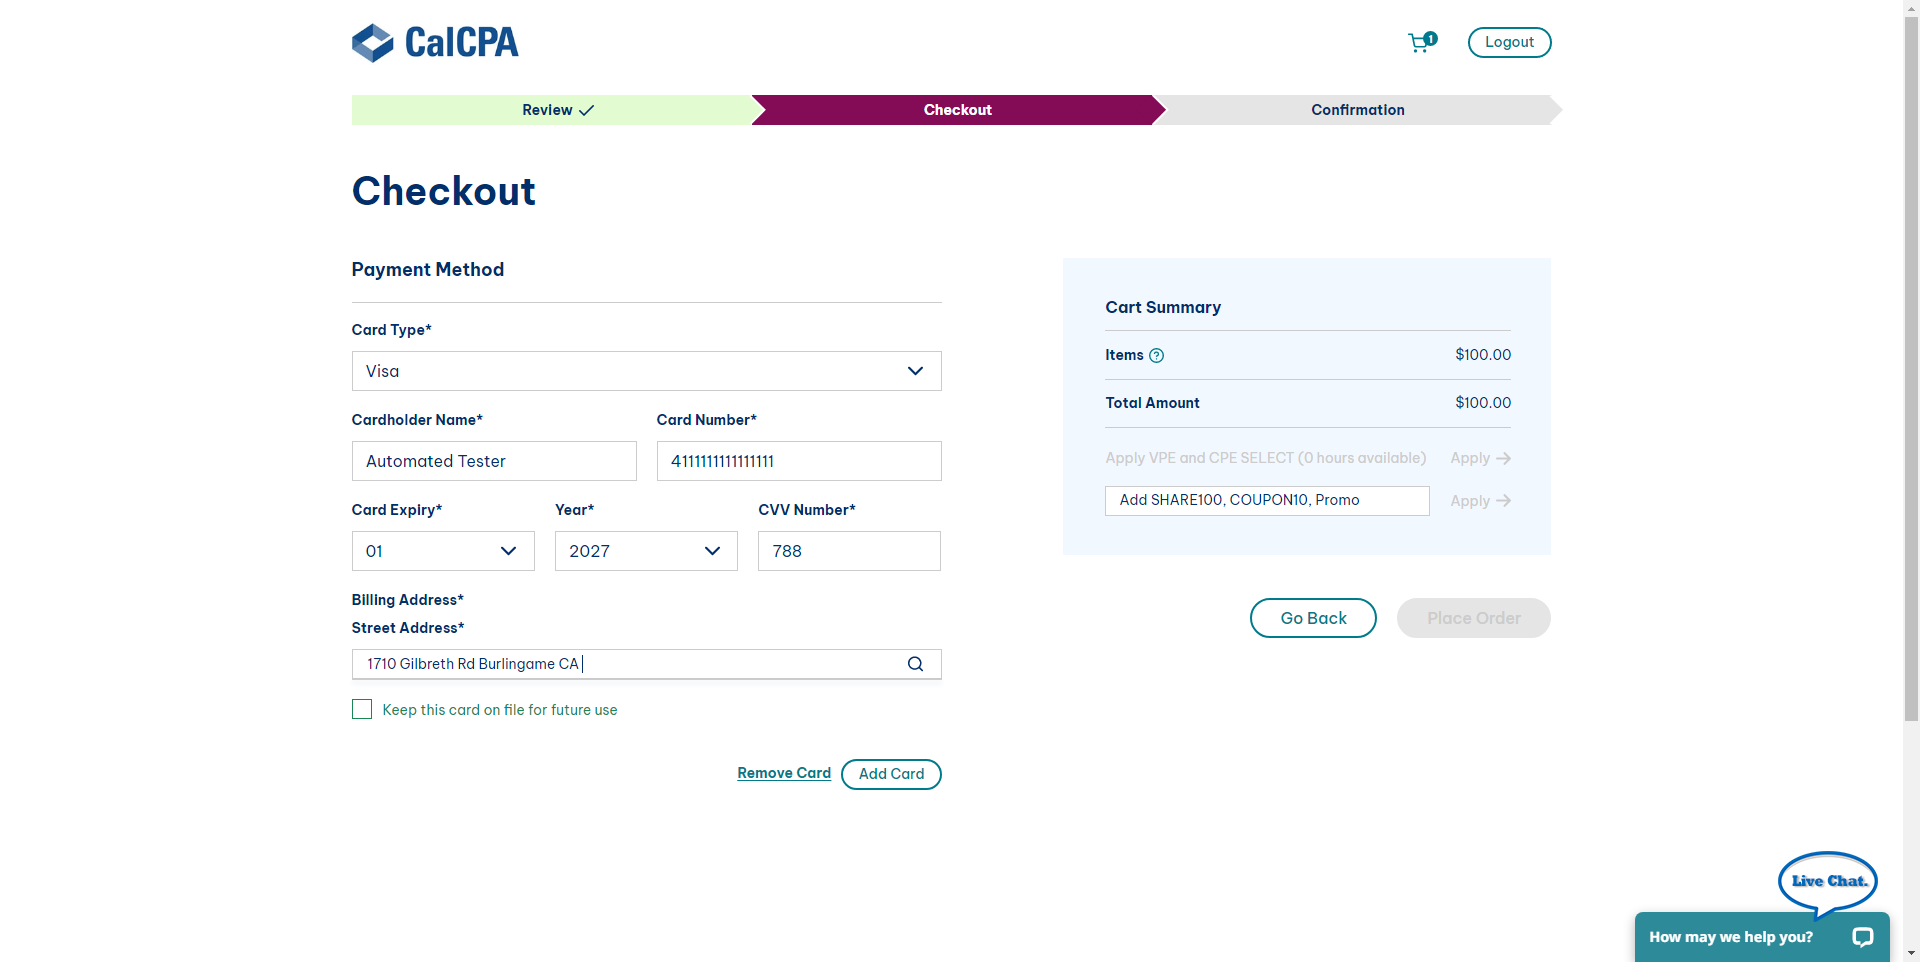 CalCPA
1
Logout
Review
Checkout
Confirmation
Checkout
Payment Method
Card Type*
Visa
Cardholder Name*
Card Number*
Automated Tester
4111111111111111
Card Expiry*
Year*
CVV Number*
01
2027
788
Billing Address*
Street Address*
1710 Gilbreth Rd Burlingame CA
Keep this card on file for future use
Remove Card
Add Card
Cart Summary
Items ?
$100.00
Total Amount
$100.00
Apply VPE and CPE SELECT (0 hours available)
Apply
Add SHARE100, COUPON10, Promo
Apply
Go Back
Place Order
Live Chat.
How may we help you?